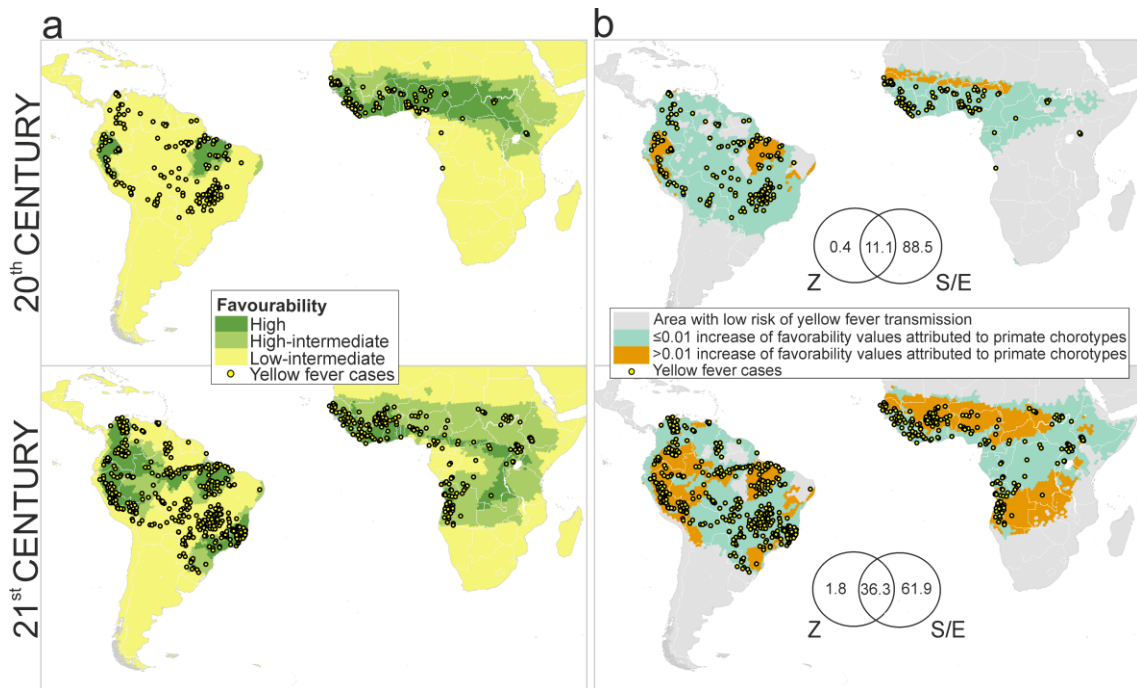 a
b
20th CENTURY
Favourability
High
High-intermediate
Low-intermediate
Yellow fever cases
0.4
11.1
88.5
Z
S/E
Area with low risk of yellow fever transmission
≤0.01 increase of favorability values attributed to primate chorotypes
>0.01 increase of favorability values attributed to primate chorotypes
Yellow fever cases
21st CENTURY
1.8
36.3
61.9
Z
S/E